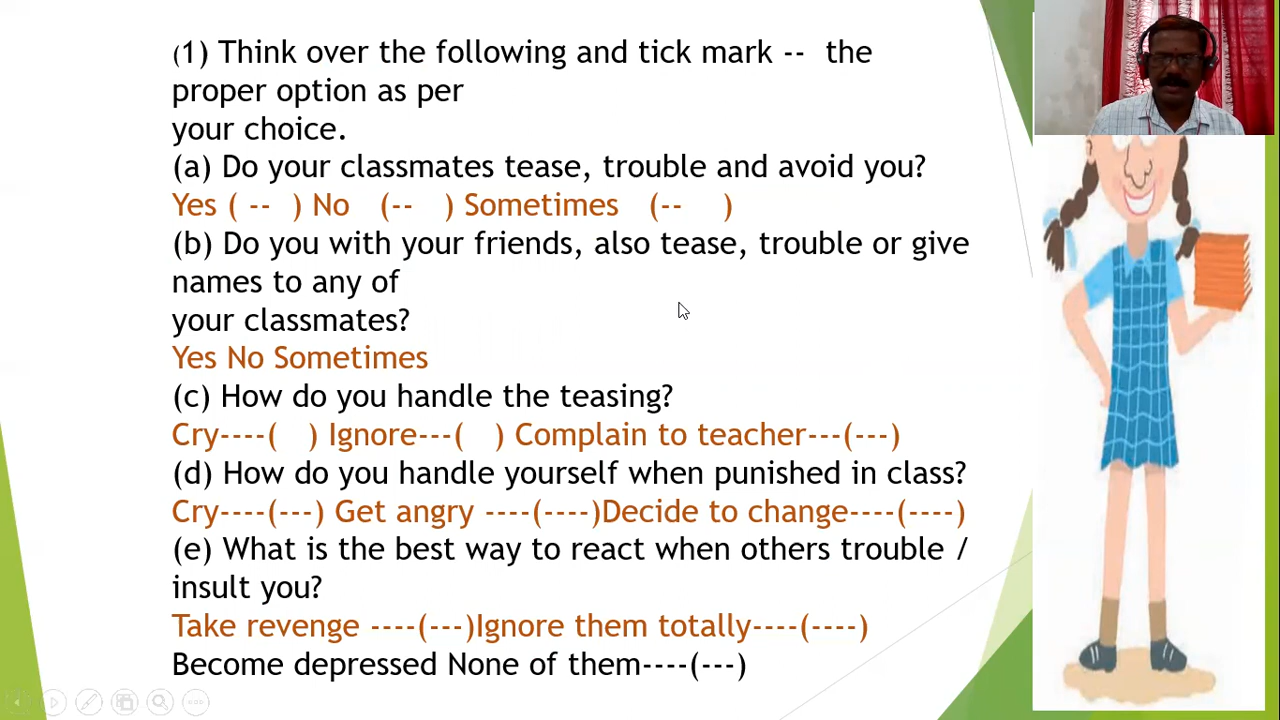 (1) Think over the following and tick mark -- the
proper option as per
your choice.
(a) Do your classmates tease, trouble and avoid you?
Yes ( -- ) No (-- ) Sometimes (-- )
(b) Do you with your friends, also tease, trouble or give
names to any of
your classmates?
Yes No Sometimes
(c) How do you handle the teasing?
Cry----( ) Ignore---( ) Complain to teacher---(---)
(d) How do you handle yourself when punished in class?
Cry----(---) Get angry ----(----)Decide to change----(----)
(e) What is the best way to react when others trouble /
insult you?
Take revenge ----(---)Ignore them totally----(----)
Become depressed None of them----(---)